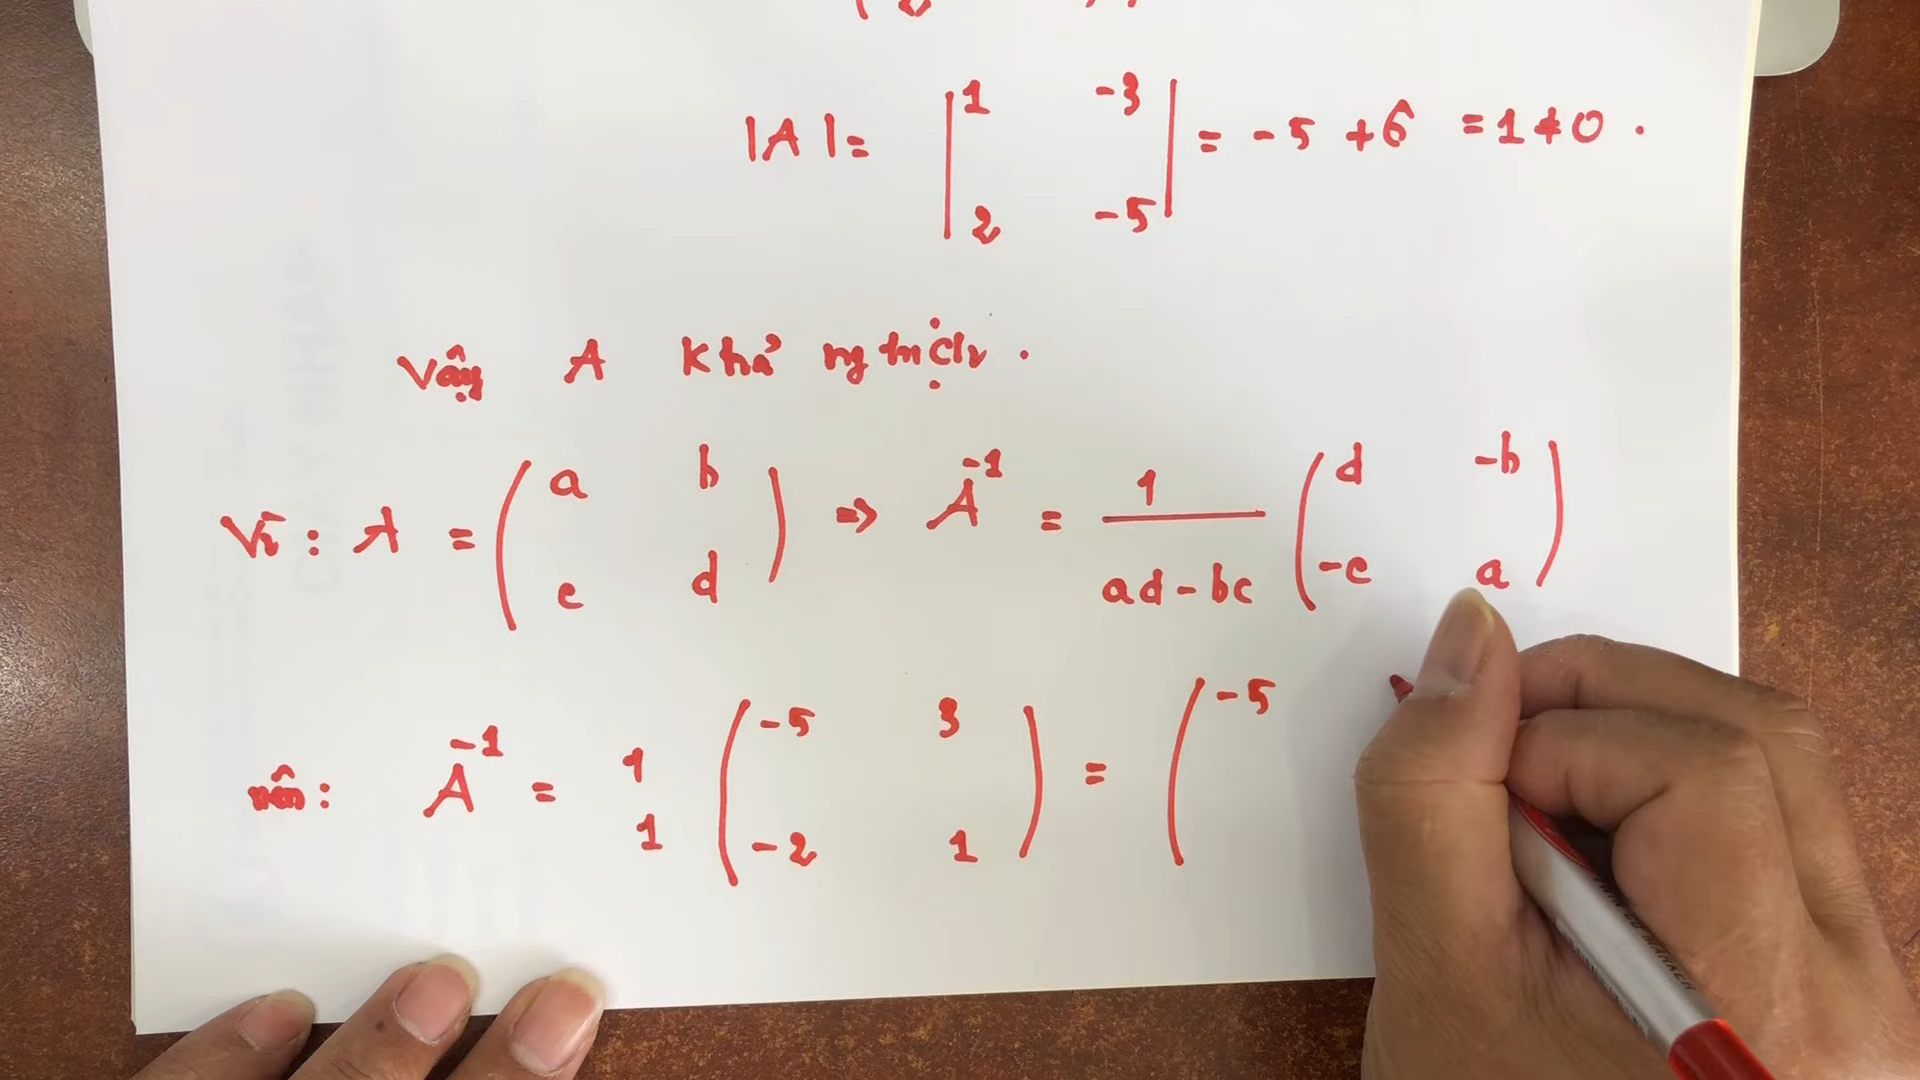 |A| = | 1 -3 | = -5 + 6 = 1 ≠ 0 .
| 2 -5 |
Vậy A khả nghịch .
Vì : A = ( a b ) => A^-1 = 1 ( d -b )
( c d ) ad - bc ( -c a )
nên : A^-1 = 1 ( -5 3 ) = ( -5
1 ( -2 1 )